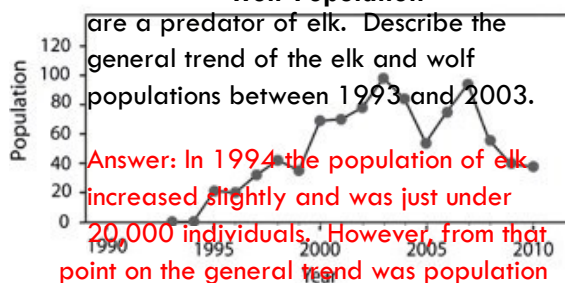 Wolf Population
are a predator of elk. Describe the
general trend of the elk and wolf
populations between 1993 and 2003.
Answer: In 1994 the population of elk
increased slightly and was just under
20,000 individuals. However, from that
point on the general trend was population
Population
120
100
80
60
40
20
0
1990
1995
2000
2005
2010
Year